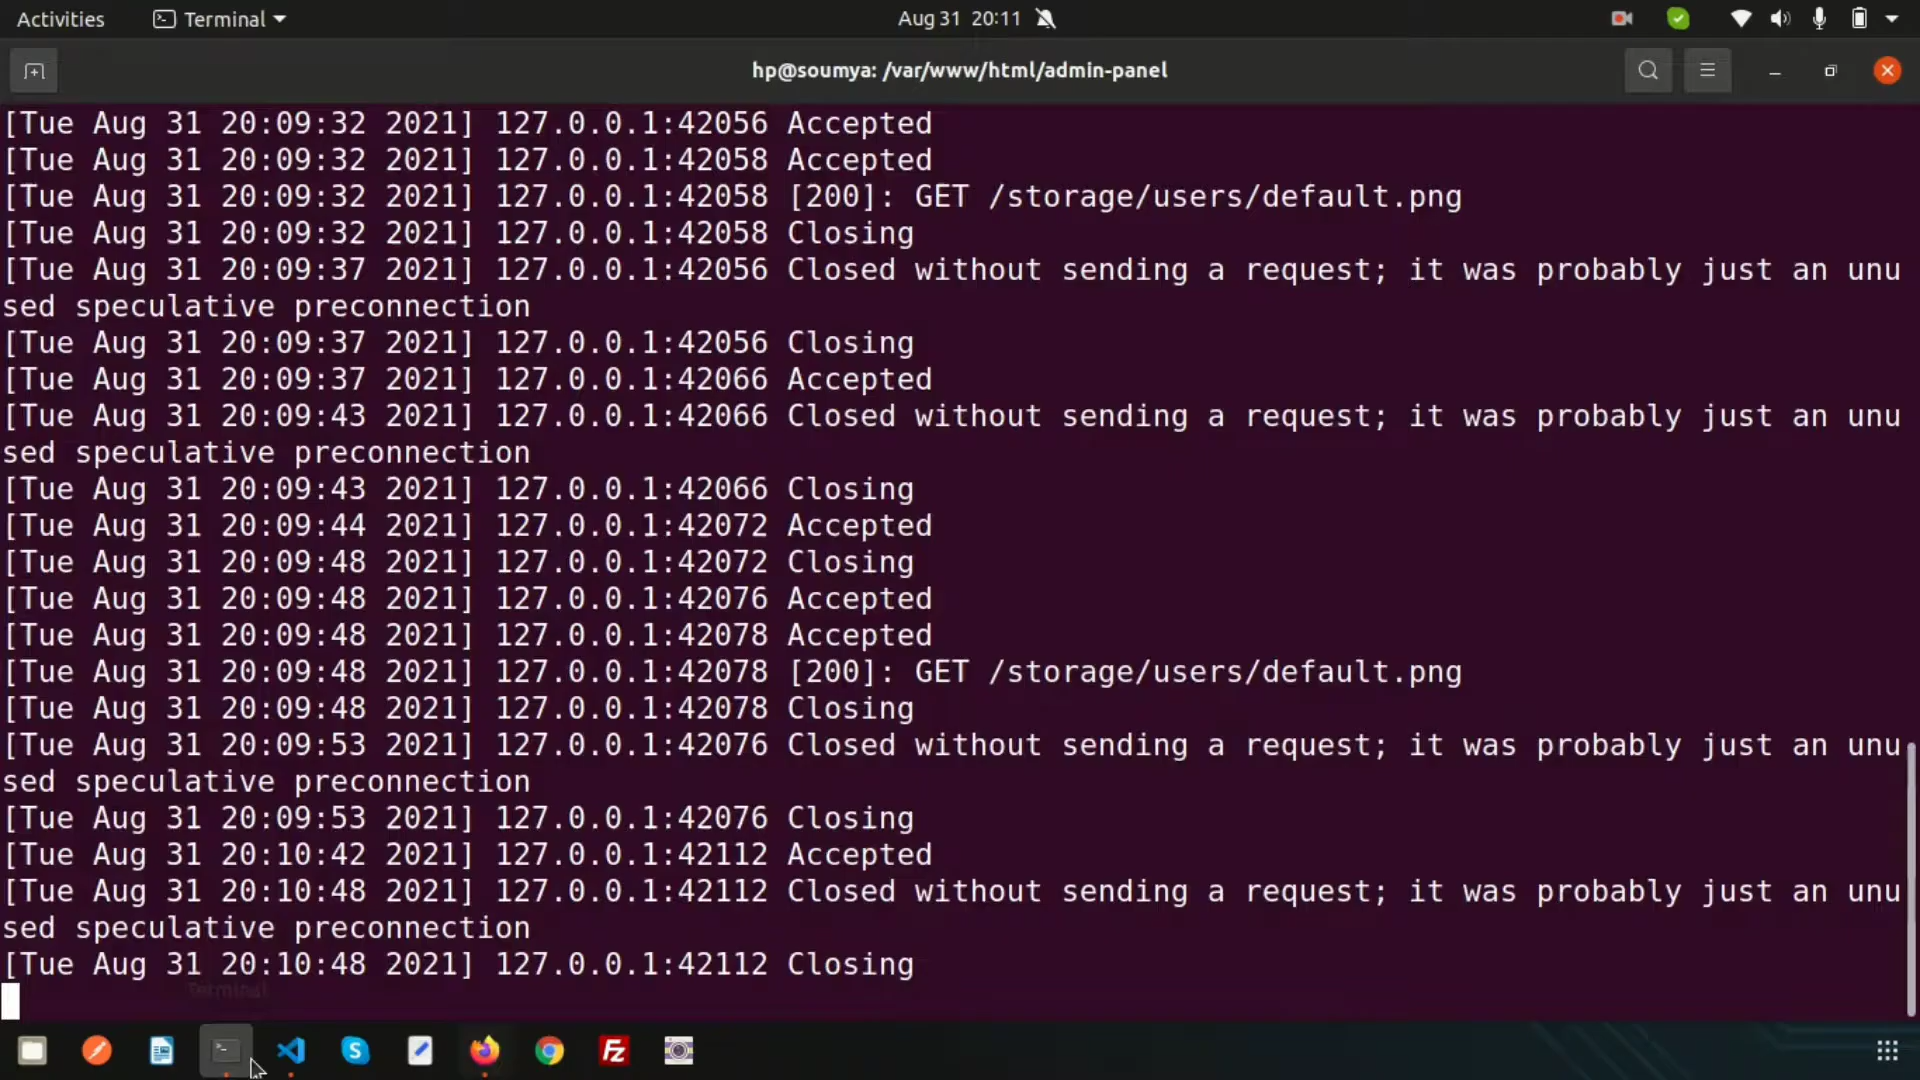 Activities Terminal Aug 31 20:11
hp@soumya: /var/www/html/admin-panel
[Tue Aug 31 20:09:32 2021] 127.0.0.1:42056 Accepted
[Tue Aug 31 20:09:32 2021] 127.0.0.1:42058 Accepted
[Tue Aug 31 20:09:32 2021] 127.0.0.1:42058 [200]: GET /storage/users/default.png
[Tue Aug 31 20:09:32 2021] 127.0.0.1:42058 Closing
[Tue Aug 31 20:09:37 2021] 127.0.0.1:42056 Closed without sending a request; it was probably just an unu
sed speculative preconnection
[Tue Aug 31 20:09:37 2021] 127.0.0.1:42056 Closing
[Tue Aug 31 20:09:37 2021] 127.0.0.1:42066 Accepted
[Tue Aug 31 20:09:43 2021] 127.0.0.1:42066 Closed without sending a request; it was probably just an unu
sed speculative preconnection
[Tue Aug 31 20:09:43 2021] 127.0.0.1:42066 Closing
[Tue Aug 31 20:09:44 2021] 127.0.0.1:42072 Accepted
[Tue Aug 31 20:09:48 2021] 127.0.0.1:42072 Closing
[Tue Aug 31 20:09:48 2021] 127.0.0.1:42076 Accepted
[Tue Aug 31 20:09:48 2021] 127.0.0.1:42078 Accepted
[Tue Aug 31 20:09:48 2021] 127.0.0.1:42078 [200]: GET /storage/users/default.png
[Tue Aug 31 20:09:48 2021] 127.0.0.1:42078 Closing
[Tue Aug 31 20:09:53 2021] 127.0.0.1:42076 Closed without sending a request; it was probably just an unu
sed speculative preconnection
[Tue Aug 31 20:09:53 2021] 127.0.0.1:42076 Closing
[Tue Aug 31 20:10:42 2021] 127.0.0.1:42112 Accepted
[Tue Aug 31 20:10:48 2021] 127.0.0.1:42112 Closed without sending a request; it was probably just an unu
sed speculative preconnection
[Tue Aug 31 20:10:48 2021] 127.0.0.1:42112 Closing
Terminal